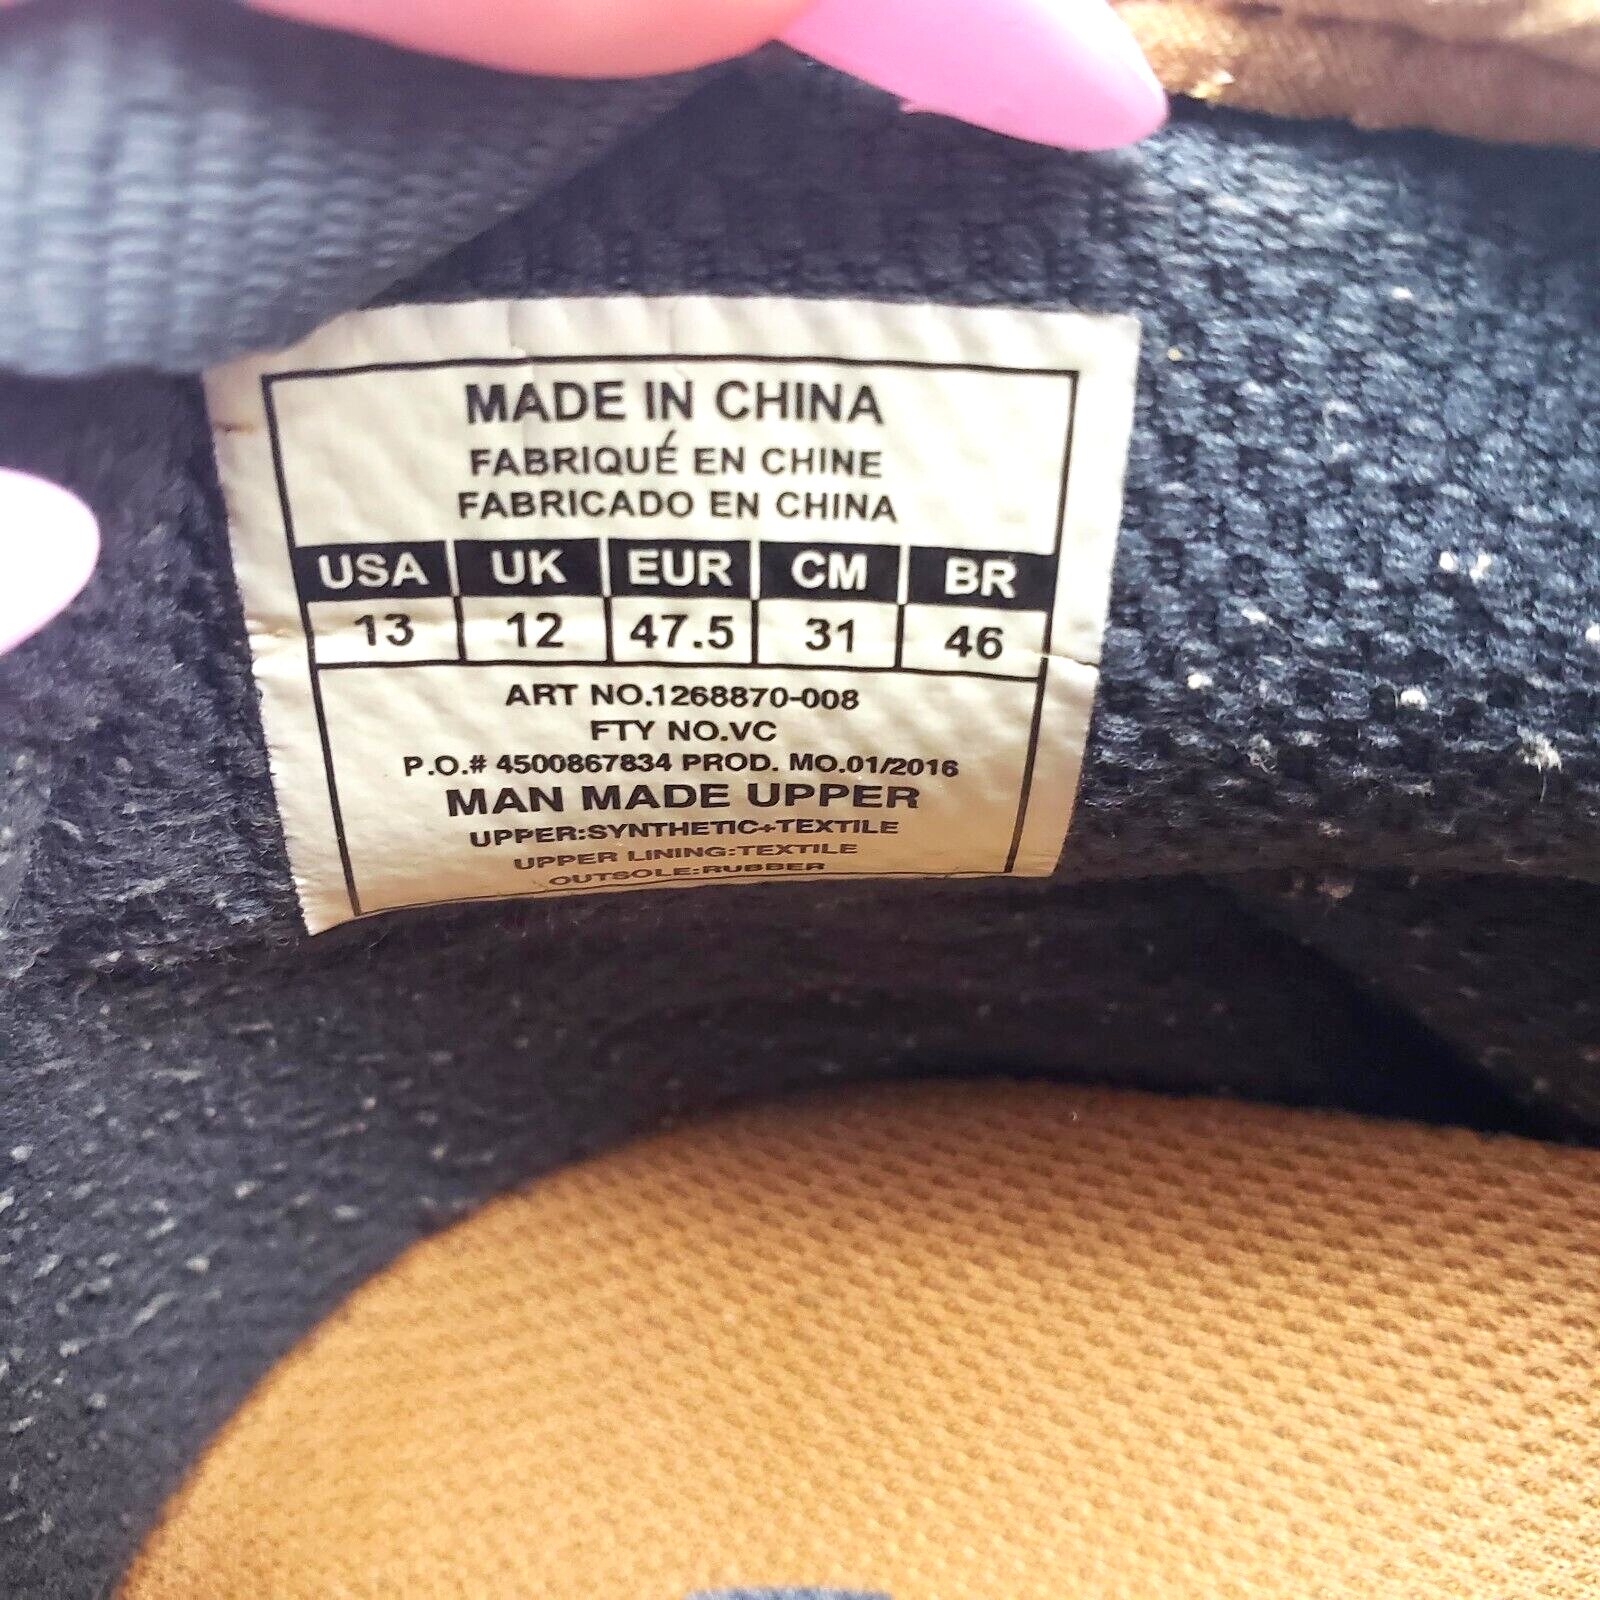 MADE IN CHINA
FABRIQUÉ EN CHINE
FABRICADO EN CHINA
USA UK EUR CM BR
13 12 47.5 31 46
ART NO.1268870-008
FTY NO.VC
P.O.# 4500867834 PROD. MO.01/2016
MAN MADE UPPER
UPPER:SYNTHETIC+TEXTILE
UPPER LINING:TEXTILE
OUTSOLE:RUBBER